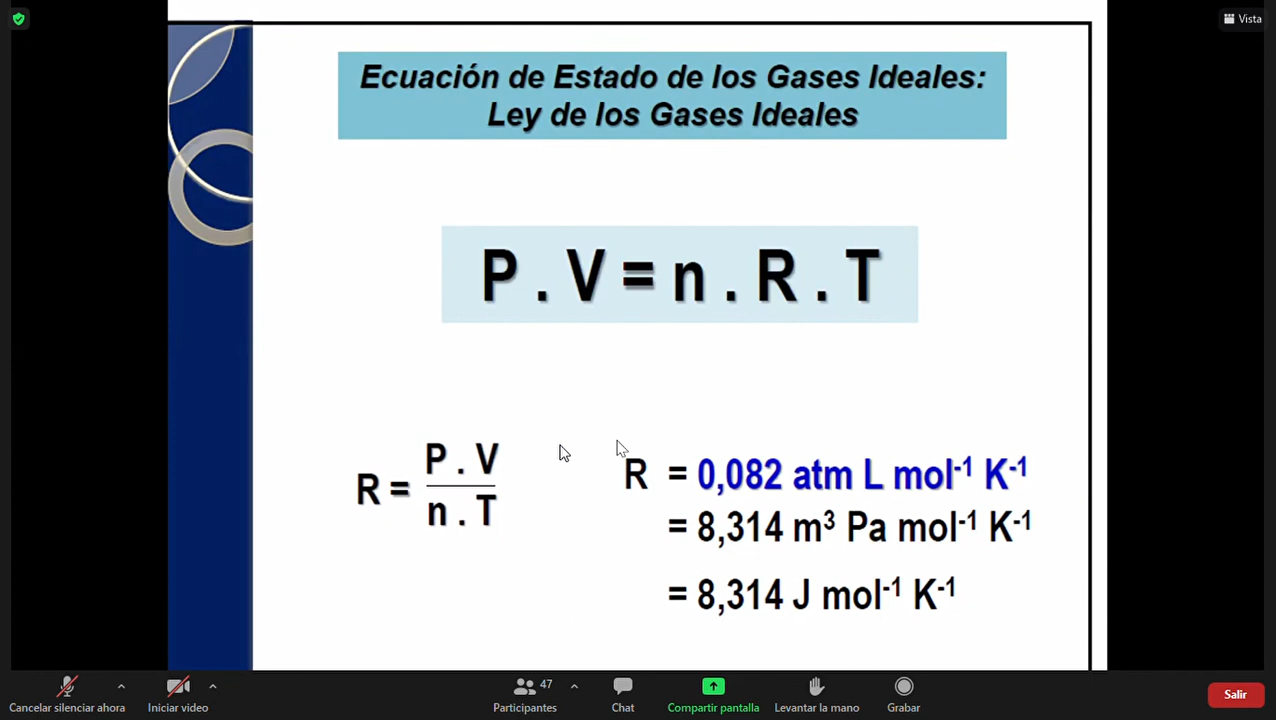 Vista
Ecuación de Estado de los Gases Ideales:
Ley de los Gases Ideales
P . V = n . R . T
R = P . V / n . T
R = 0,082 atm L mol⁻¹ K⁻¹
= 8,314 m³ Pa mol⁻¹ K⁻¹
= 8,314 J mol⁻¹ K⁻¹
47
Cancelar silenciar ahora
Iniciar video
Participantes
Chat
Compartir pantalla
Levantar la mano
Grabar
Salir